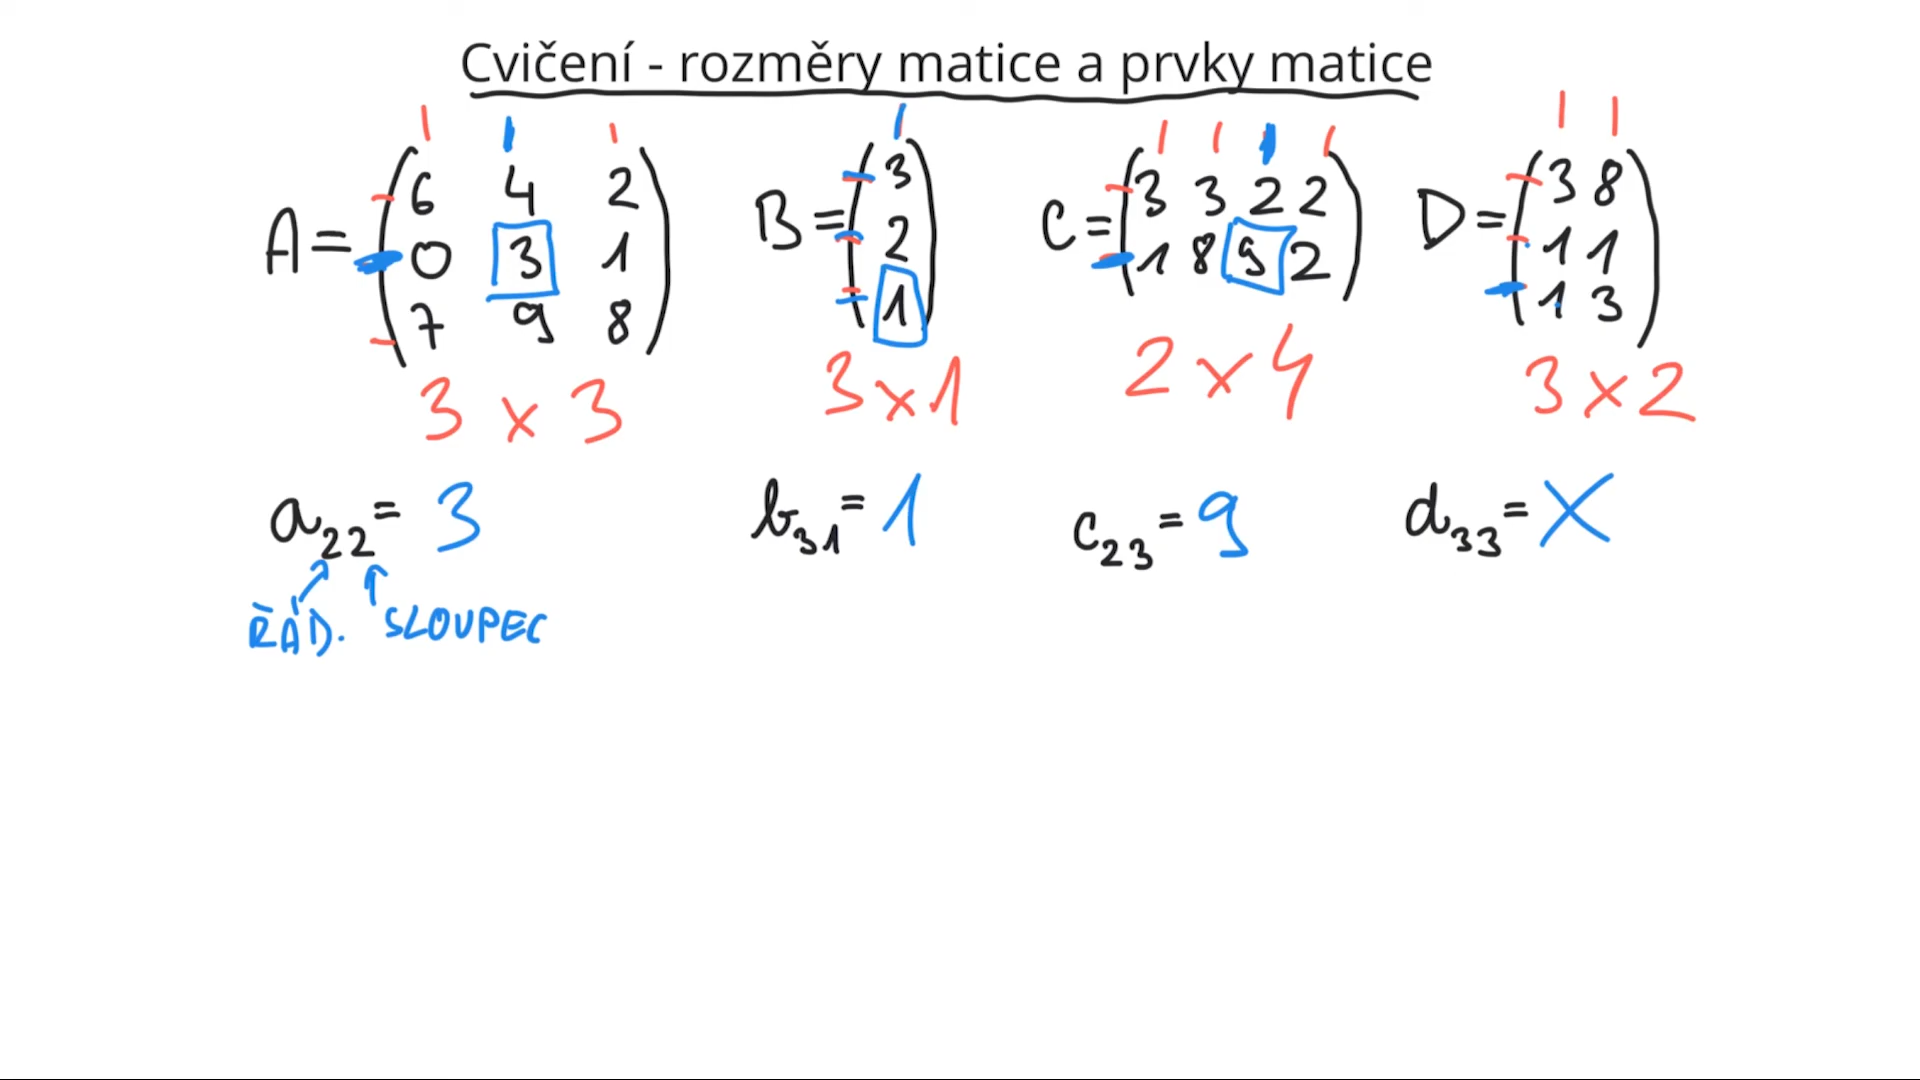 Cvičení - rozměry matice a prvky matice
A = ( 6 4 2
0 3 1
7 9 8 )
3 x 3
B = ( 3
2
1 )
3 x 1
C = ( 3 3 2 2
1 8 9 2 )
2 x 4
D = ( 3 8
1 1
1 3 )
3 x 2
a₂₂ = 3
ŘÁD. SLOUPEC
b₃₁ = 1
c₂₃ = 9
d₃₃ = X